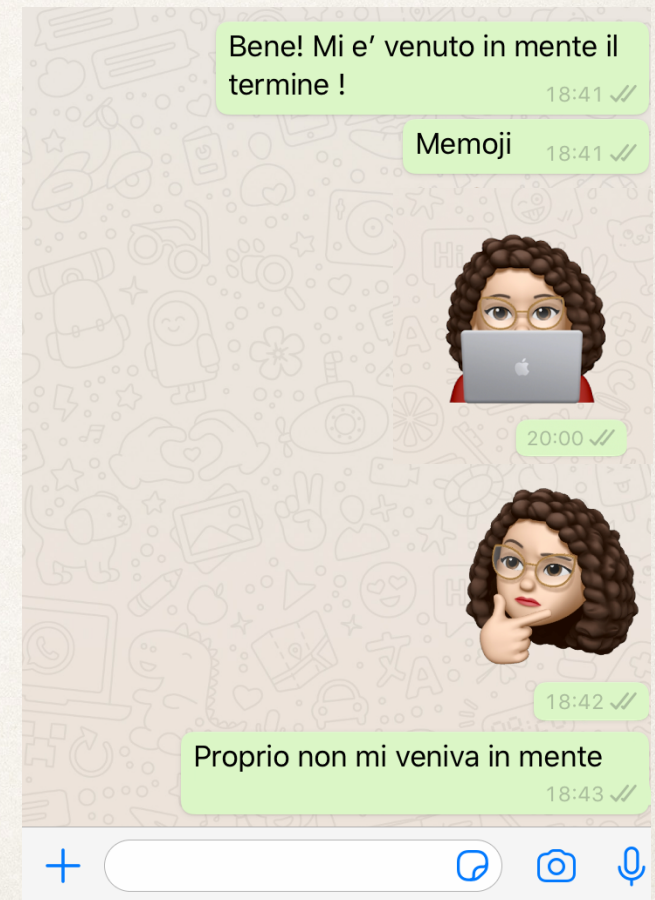 Bene! Mi e’ venuto in mente il
termine !
18:41
Memoji
18:41
20:00
18:42
Proprio non mi veniva in mente
18:43